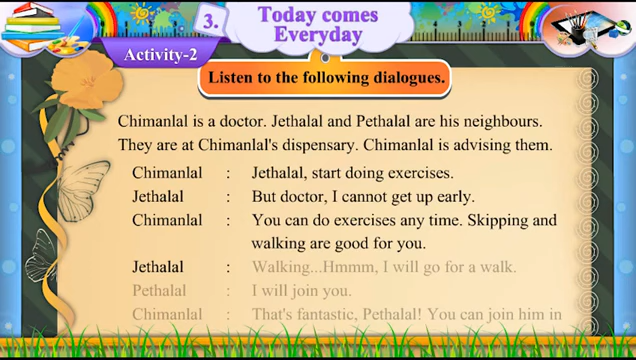 3.
Today comes
Everyday
Activity-2
Listen to the following dialogues.
Chimanlal is a doctor. Jethalal and Pethalal are his neighbours.
They are at Chimanlal's dispensary. Chimanlal is advising them.
Chimanlal : Jethalal, start doing exercises.
Jethalal : But doctor, I cannot get up early.
Chimanlal : You can do exercises any time. Skipping and
walking are good for you.
Jethalal : Walking...Hmmm, I will go for a walk.
Pethalal : I will join you.
Chimanlal : That's fantastic, Pethalal! You can join him in